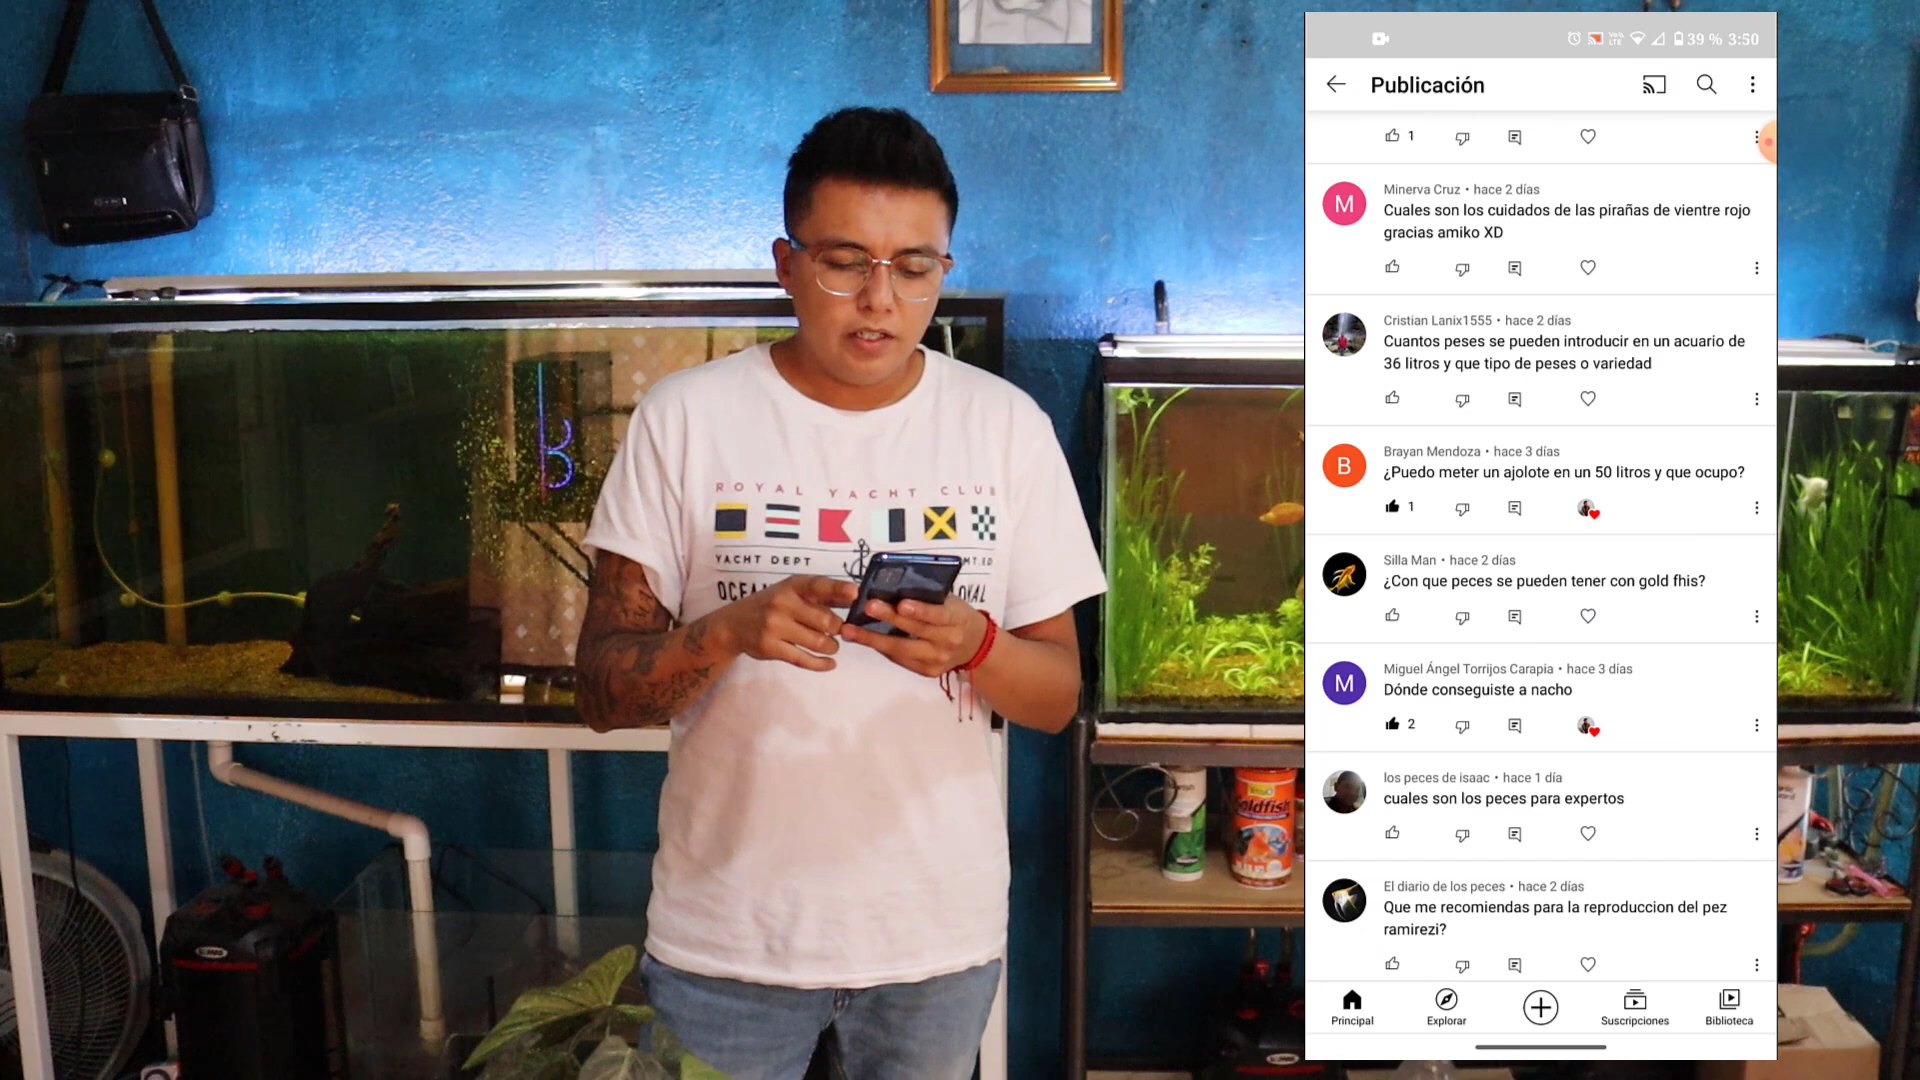 39 % 3:50
Publicación
1
Minerva Cruz • hace 2 días
Cuales son los cuidados de las pirañas de vientre rojo
gracias amiko XD
Cristian Lanix1555 • hace 2 días
Cuantos peses se pueden introducir en un acuario de
36 litros y que tipo de peses o variedad
Brayan Mendoza • hace 3 días
B
¿Puedo meter un ajolote en un 50 litros y que ocupo?
1
Silla Man • hace 2 días
¿Con que peces se pueden tener con gold fhis?
Miguel Ángel Torrijos Carapia • hace 3 días
M
Dónde conseguiste a nacho
2
los peces de isaac • hace 1 día
cuales son los peces para expertos
El diario de los peces • hace 2 días
Que me recomiendas para la reproduccion del pez
ramirezi?
Principal
Explorar
Suscripciones
Biblioteca
M
ROYAL YACHT CLUB
YACHT DEPT
Goldfish